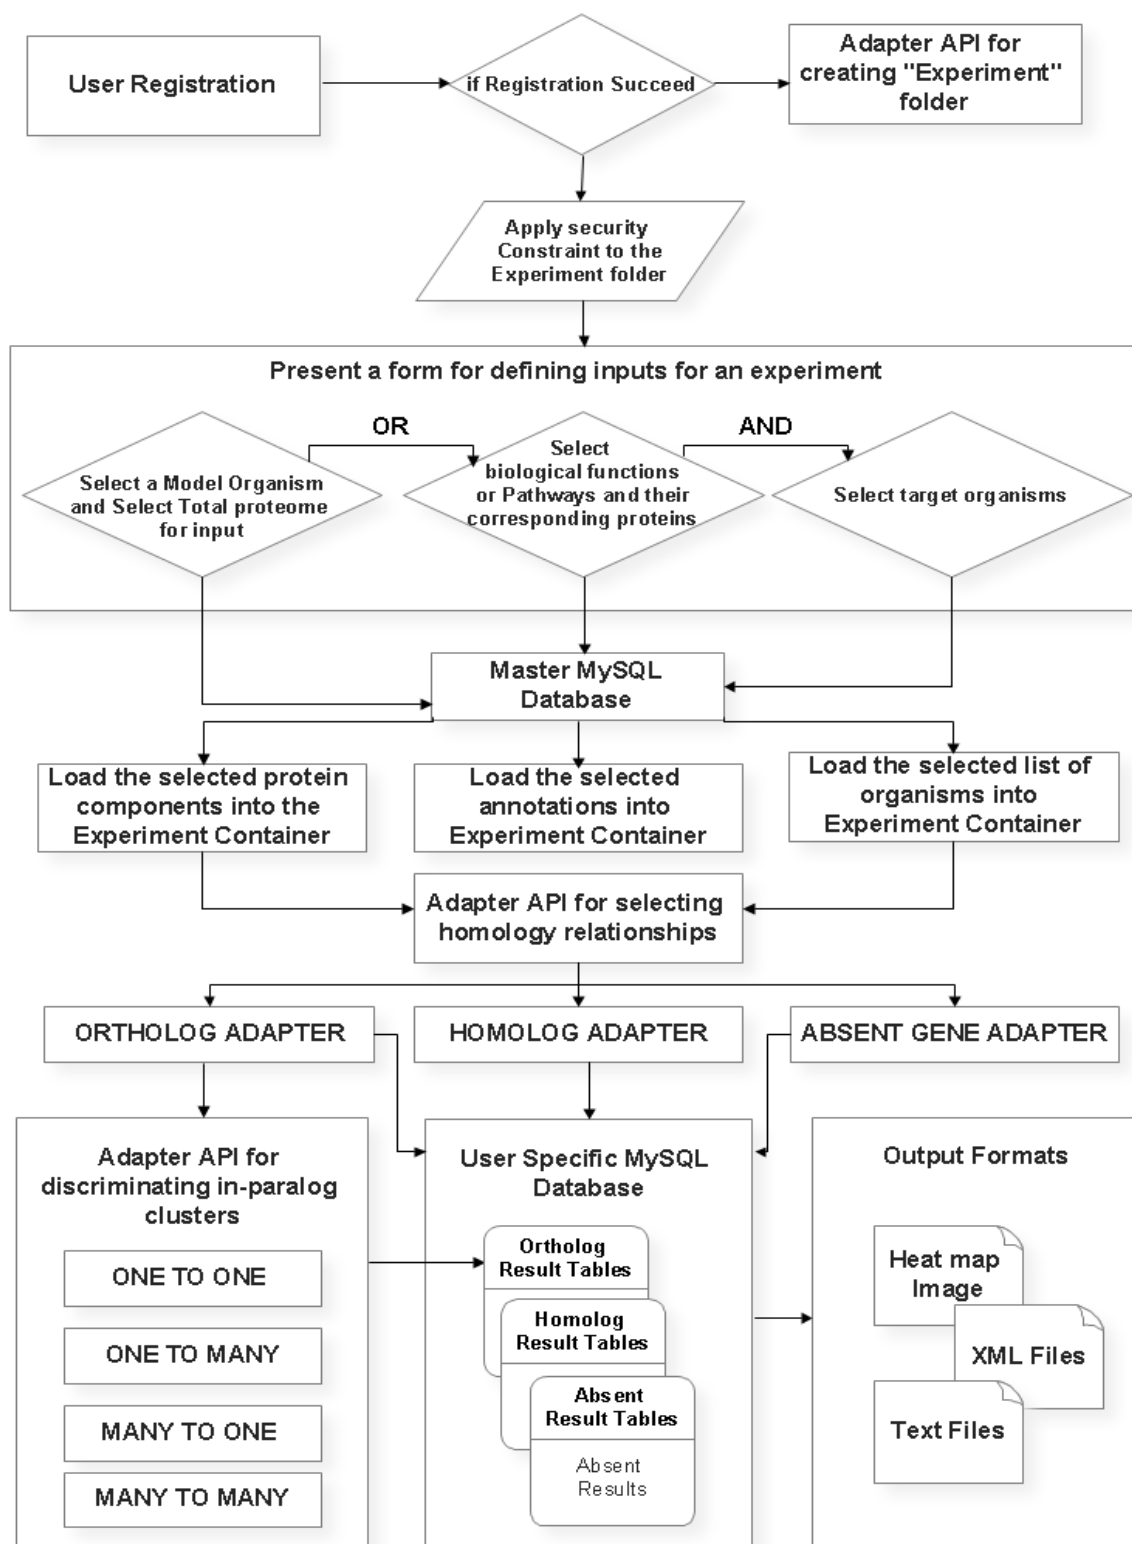 User Registration
if Registration Succeed
Adapter API for
creating "Experiment"
folder
Apply security
Constraint to the
Experiment folder
Present a form for defining inputs for an experiment
OR
AND
Select a Model Organism
and Select Total proteome
for input
Select
biological functions
or Pathways and their
corresponding proteins
Select target organisms
Master MySQL
Database
Load the selected protein
components into the
Experiment Container
Load the selected
annotations into
Experiment Container
Load the selected list of
organisms into
Experiment Container
Adapter API for selecting
homology relationships
ORTHOLOG ADAPTER
HOMOLOG ADAPTER
ABSENT GENE ADAPTER
Adapter API for
discriminating in-paralog
clusters
ONE TO ONE
ONE TO MANY
MANY TO ONE
MANY TO MANY
User Specific MySQL
Database
Ortholog
Result Tables
Homolog
Result Tables
Absent
Result Tables
Absent
Results
Output Formats
Heat map
Image
XML Files
Text Files